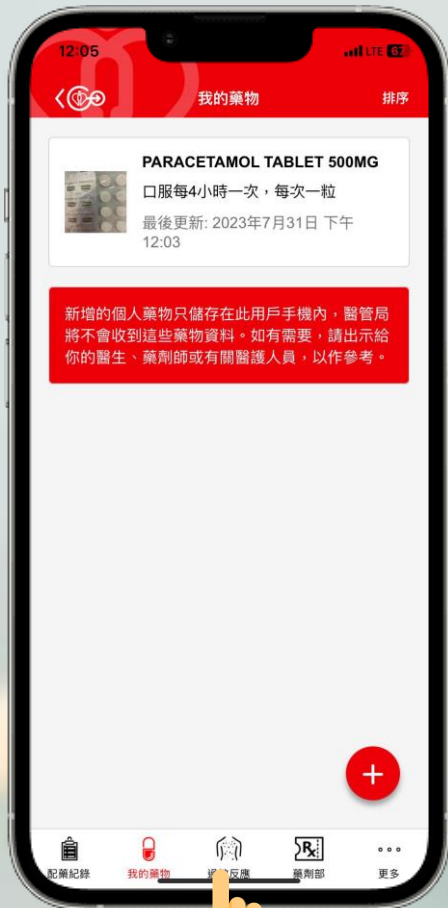 12:05
LTE 67
我的藥物
排序
PARACETAMOL TABLET 500MG
口服每4小時一次，每次一粒
最後更新: 2023年7月31日 下午
12:03
新增的個人藥物只儲存在此用戶手機內，醫管局
將不會收到這些藥物資料。如有需要，請出示給
你的醫生、藥劑師或有關醫護人員，以作參考。
配藥紀錄
我的藥物
反應
藥劑部
更多